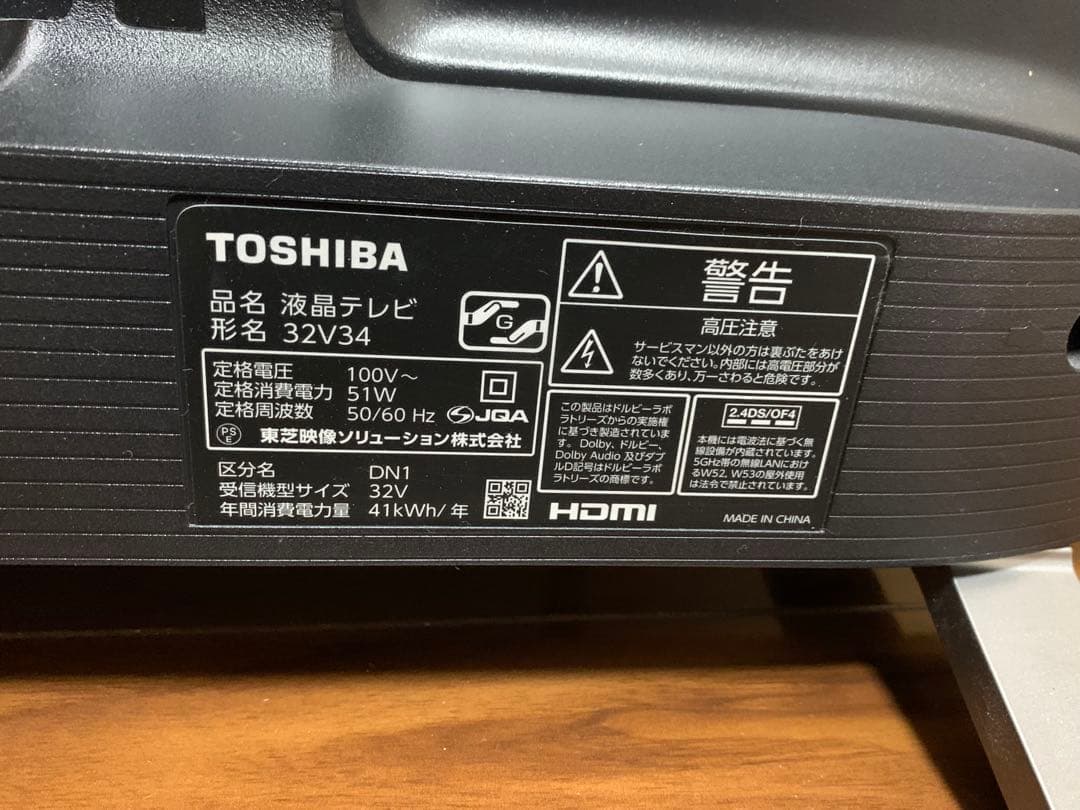 TOSHIBA
品名 液晶テレビ
形名 32V34
G
定格電圧 100V～
定格消費電力 51W
定格周波数 50/60 Hz
JQA
PS
E
東芝映像ソリューション株式会社
区分名 DN1
受信機型サイズ 32V
年間消費電力量 41kWh/年
警告
高圧注意
サービスマン以外の方は裏ぶたをあけ
ないでください。内部には高電圧部分が
数多くあり、万一さわると危険です。
この製品はドルビーラボ
ラトリーズからの実施権
に基づき製造されていま
す。Dolby、ドルビー、
Dolby Audio 及びダブ
ルD記号はドルビーラボ
ラトリーズの商標です。
2.4DS/OF4
本機には電波法に基づく無
線設備が内蔵されています。
5GHz帯の無線LANにおけ
るW52、W53の屋外使用
は法令で禁止されています。
HDMI
MADE IN CHINA